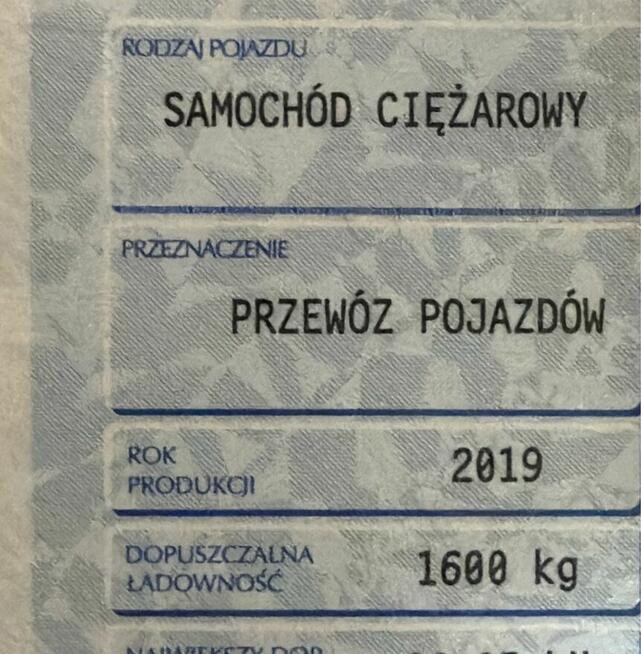 RODZAJ POJAZDU
SAMOCHÓD CIĘŻAROWY
PRZEZNACZENIE
PRZEWÓZ POJAZDÓW
ROK
PRODUKCJI
2019
DOPUSZCZALNA
ŁADOWNOŚĆ
1600 kg